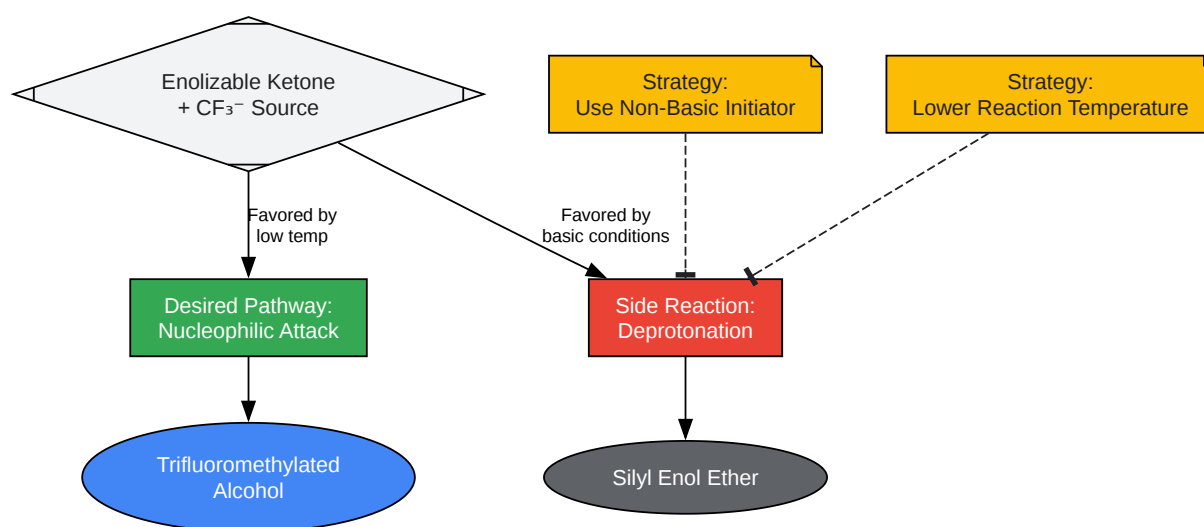 Enolizable Ketone
+ CF₃⁻ Source
Strategy:
Use Non-Basic Initiator
Strategy:
Lower Reaction Temperature
Favored by
low temp
Favored by
basic conditions
Desired Pathway:
Nucleophilic Attack
Side Reaction:
Deprotonation
Trifluoromethylated
Alcohol
Silyl Enol Ether